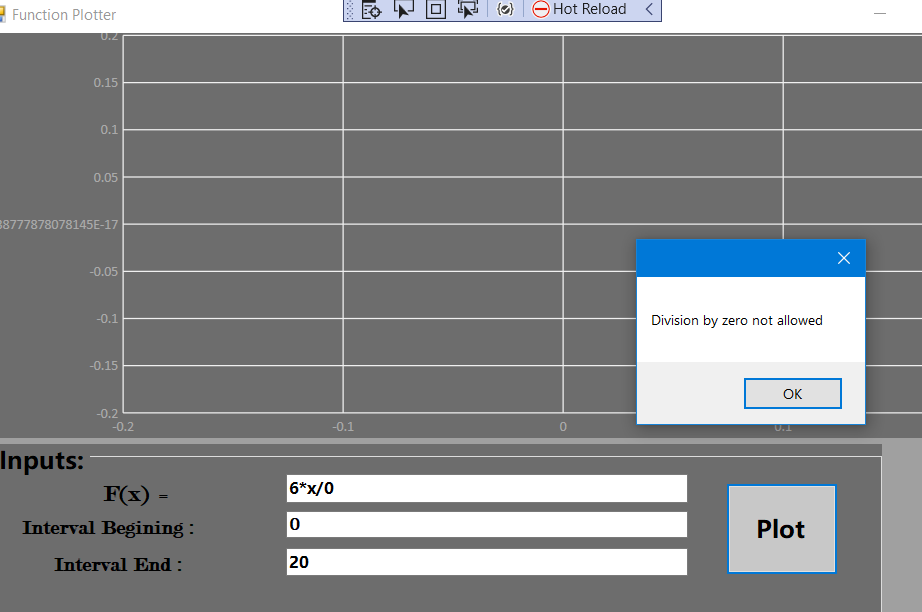 Function Plotter
Hot Reload
0.2
0.15
0.1
0.05
38777878078145E-17
-0.05
-0.1
-0.15
-0.2
-0.2 -0.1 0 0.1
Division by zero not allowed
OK
Inputs:
F(x) = 6*x/0
Interval Begining : 0
Interval End : 20
Plot